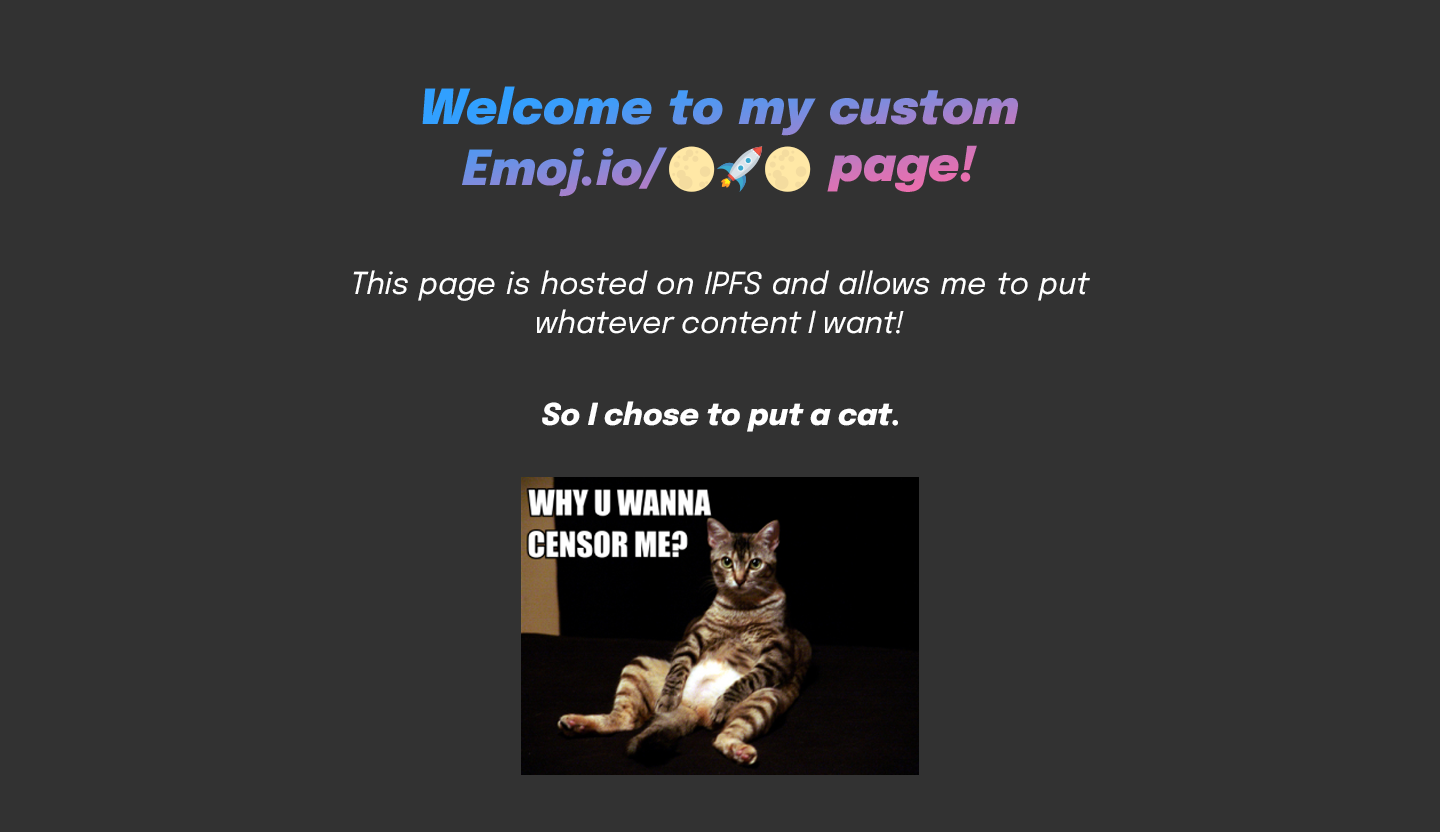 Welcome to my custom
Emoj.io/🌕🚀🌕 page!
This page is hosted on IPFS and allows me to put
whatever content I want!
So I chose to put a cat.
WHY U WANNA
CENSOR ME?